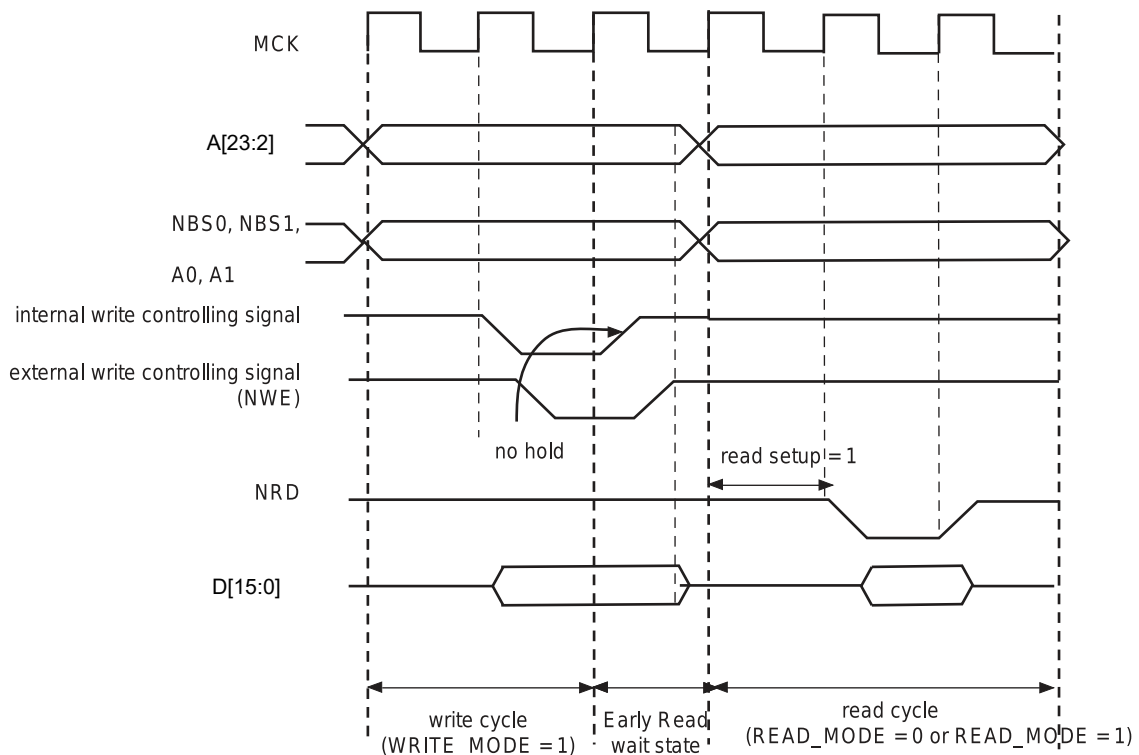 MCK
A[23:2]
NBS0, NBS1,
A0, A1
internal write controlling signal
external write controlling signal
(NWE)
no hold
read setup = 1
NRD
D[15:0]
write cycle
(WRITE_MODE = 1)
Early Read
wait state
read cycle
(READ_MODE = 0 or READ_MODE = 1)